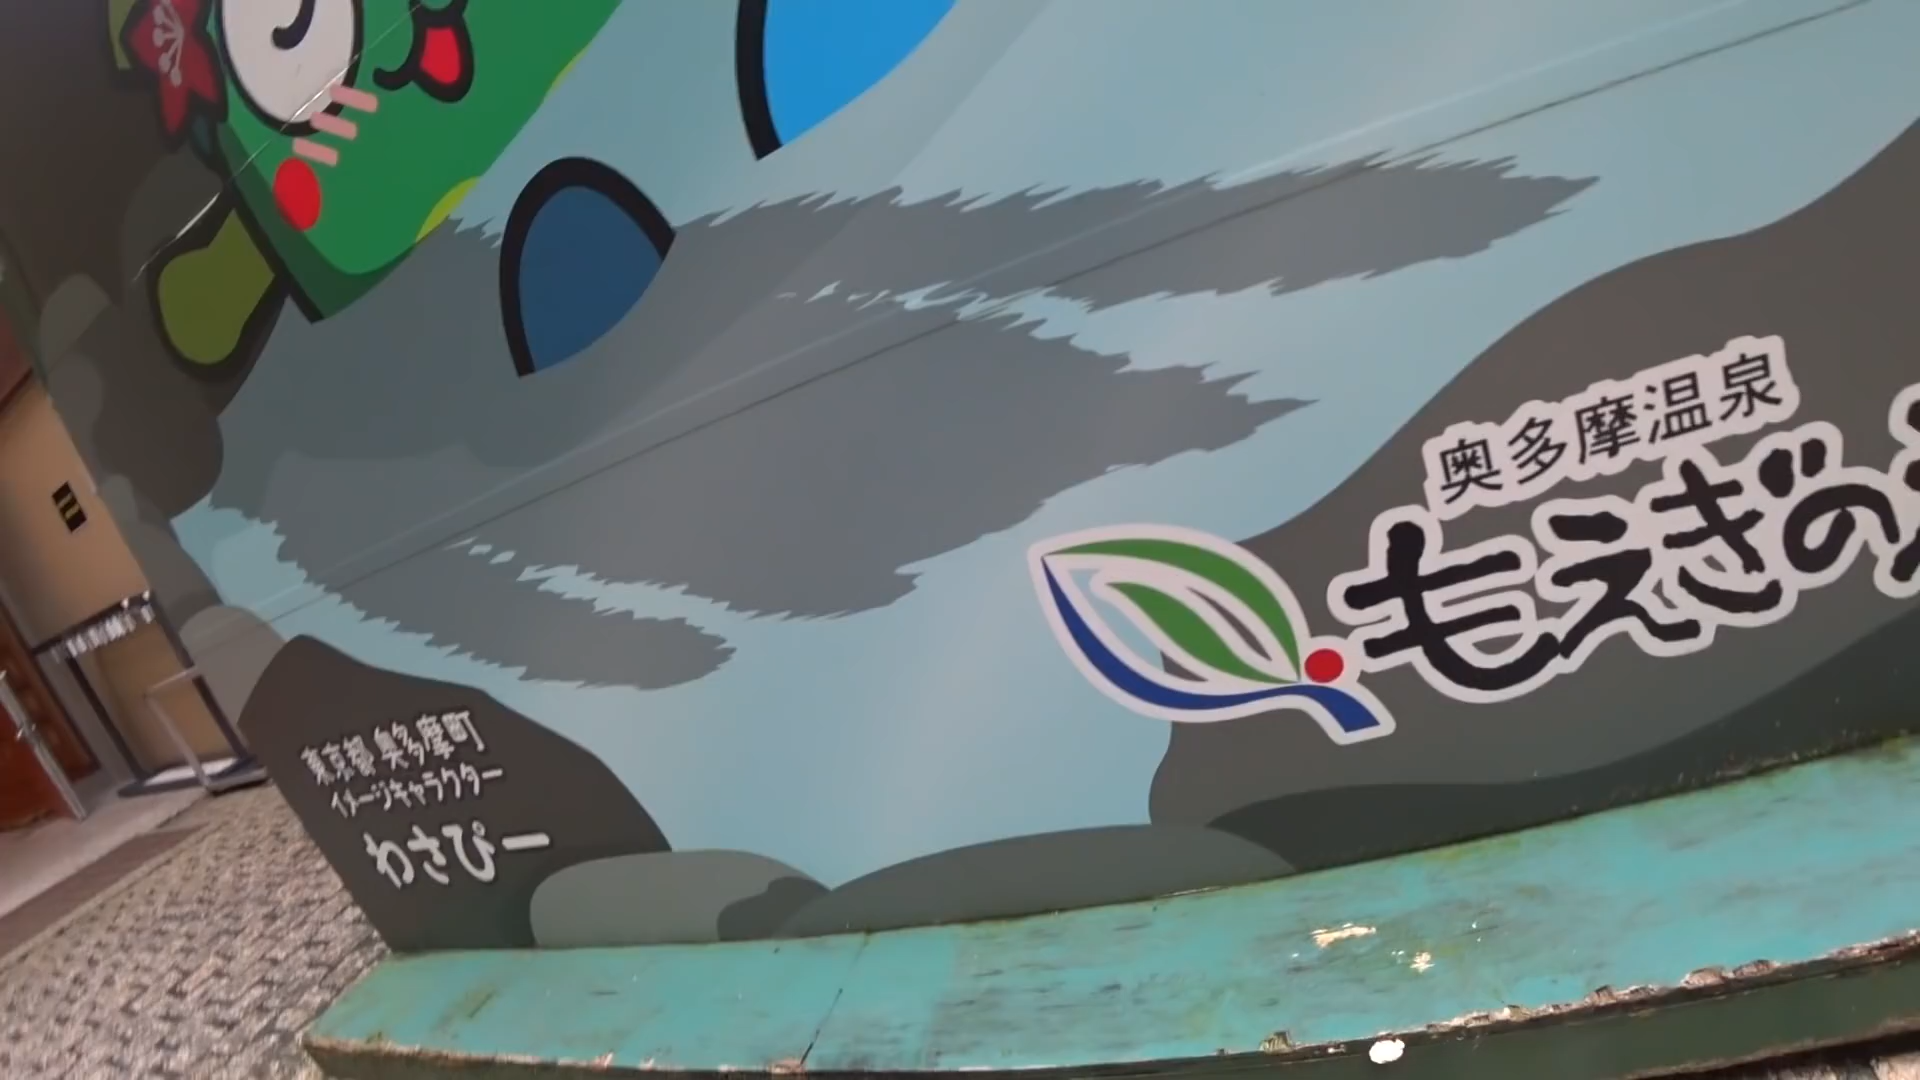 奥多摩温泉
もえぎの
東京都 奥多摩町
イメージキャラクター
わさぴー